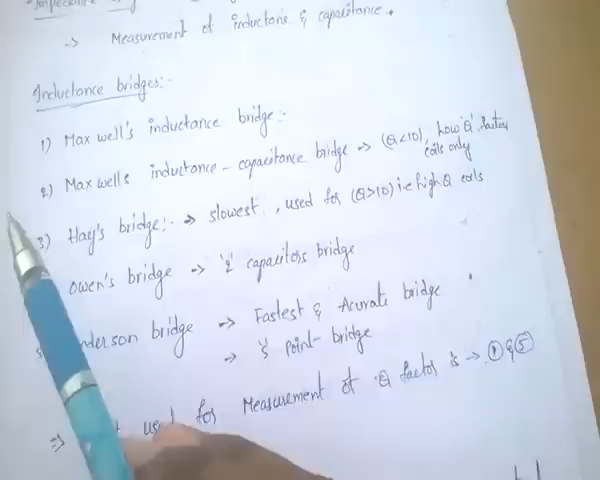 -> Measurement of inductance & capacitance.
Inductance bridges:-
1) Maxwell's inductance bridge:-
2) Maxwells inductance - capacitance bridge -> (Q<10), low 'Q' factor
coils only
3) Hay's bridge:- -> slowest, used for (Q>10) i.e high Q coils
owen's bridge -> '2' capacitors bridge
nderson bridge -> Fastest & Acurate bridge
-> '5' point-bridge
=> used for Measurement of Q factor is -> ① & ⑤